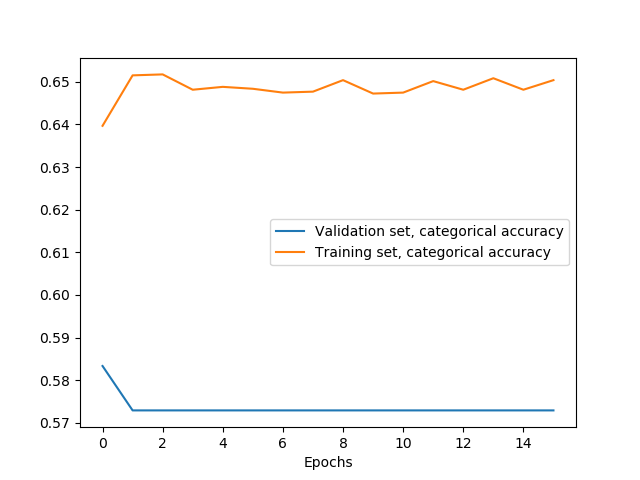 0.65
0.64
0.63
0.62
0.61
0.60
0.59
0.58
0.57
Validation set, categorical accuracy
Training set, categorical accuracy
0 2 4 6 8 10 12 14
Epochs